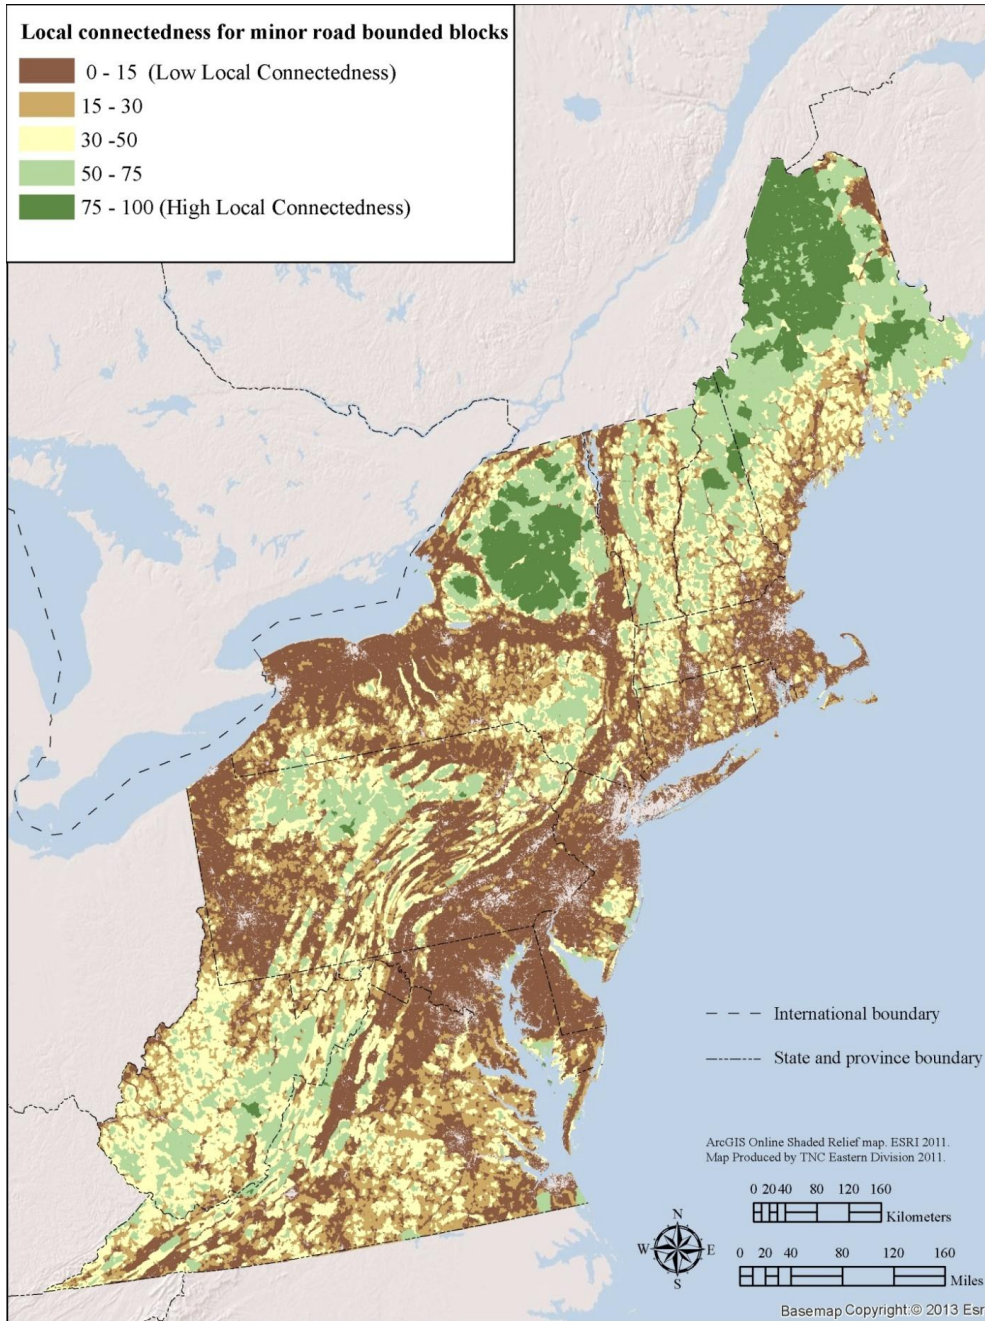 Local connectedness for minor road bounded blocks
0 - 15 (Low Local Connectedness)
15 - 30
30 -50
50 - 75
75 - 100 (High Local Connectedness)
International boundary
State and province boundary
ArcGIS Online Shaded Relief map. ESRI 2011.
Map Produced by TNC Eastern Division 2011.
0 20 40 80 120 160
Kilometers
N
W E
S
0 20 40 80 120 160
Miles
Basemap Copyright:© 2013 Esr